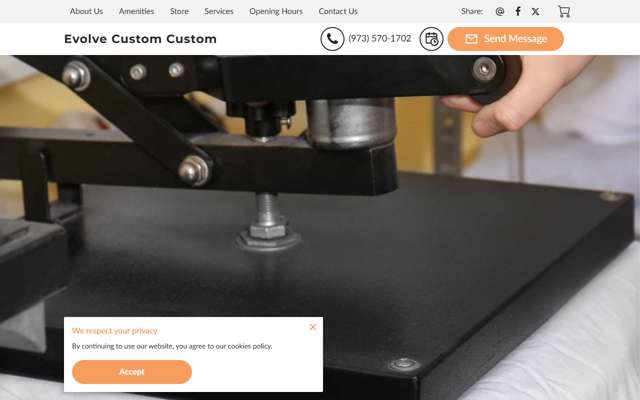 About Us Amenities Store Services Opening Hours Contact Us Share:
Evolve Custom Custom (973) 570-1702 Send Message
We respect your privacy
By continuing to use our website, you agree to our cookies policy.
Accept